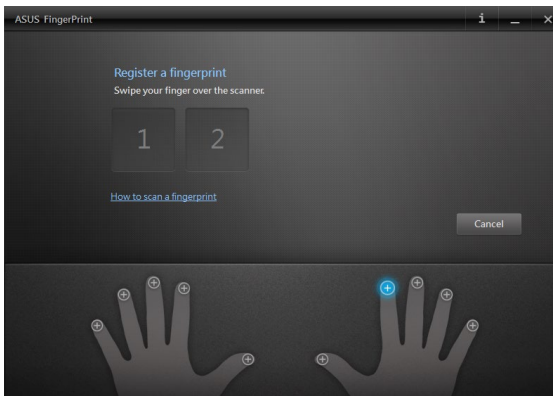 ASUS FingerPrint
Register a fingerprint
Swipe your finger over the scanner.
1 2
How to scan a fingerprint
Cancel